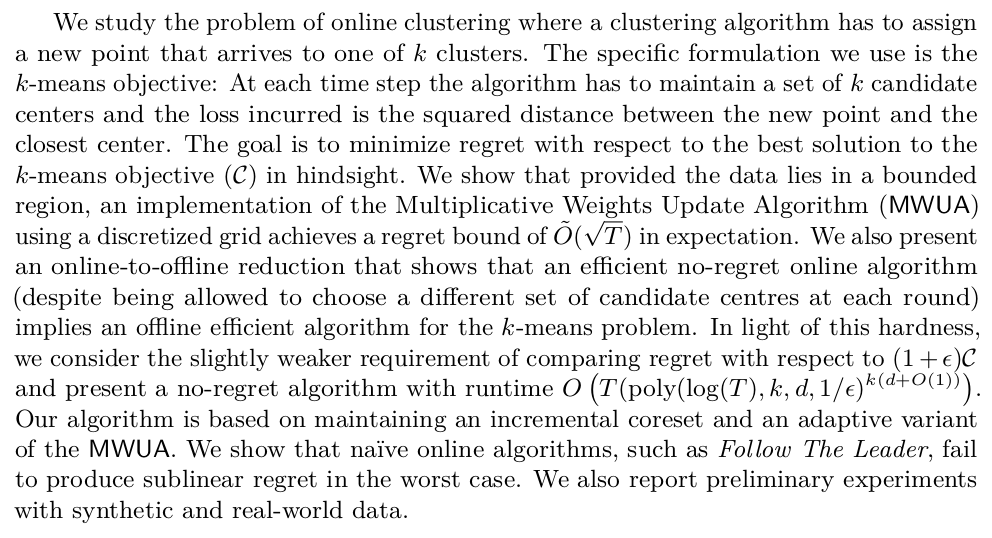 We study the problem of online clustering where a clustering algorithm has to assign
a new point that arrives to one of k clusters. The specific formulation we use is the
k-means objective: At each time step the algorithm has to maintain a set of k candidate
centers and the loss incurred is the squared distance between the new point and the
closest center. The goal is to minimize regret with respect to the best solution to the
k-means objective (𝒞) in hindsight. We show that provided the data lies in a bounded
region, an implementation of the Multiplicative Weights Update Algorithm (MWUA)
using a discretized grid achieves a regret bound of Õ(√T) in expectation. We also present
an online-to-offline reduction that shows that an efficient no-regret online algorithm
(despite being allowed to choose a different set of candidate centres at each round)
implies an offline efficient algorithm for the k-means problem. In light of this hardness,
we consider the slightly weaker requirement of comparing regret with respect to (1 + ϵ)𝒞
and present a no-regret algorithm with runtime O (T(poly(log(T), k, d, 1/ϵ)^{k(d+O(1))}).
Our algorithm is based on maintaining an incremental coreset and an adaptive variant
of the MWUA. We show that naïve online algorithms, such as Follow The Leader, fail
to produce sublinear regret in the worst case. We also report preliminary experiments
with synthetic and real-world data.